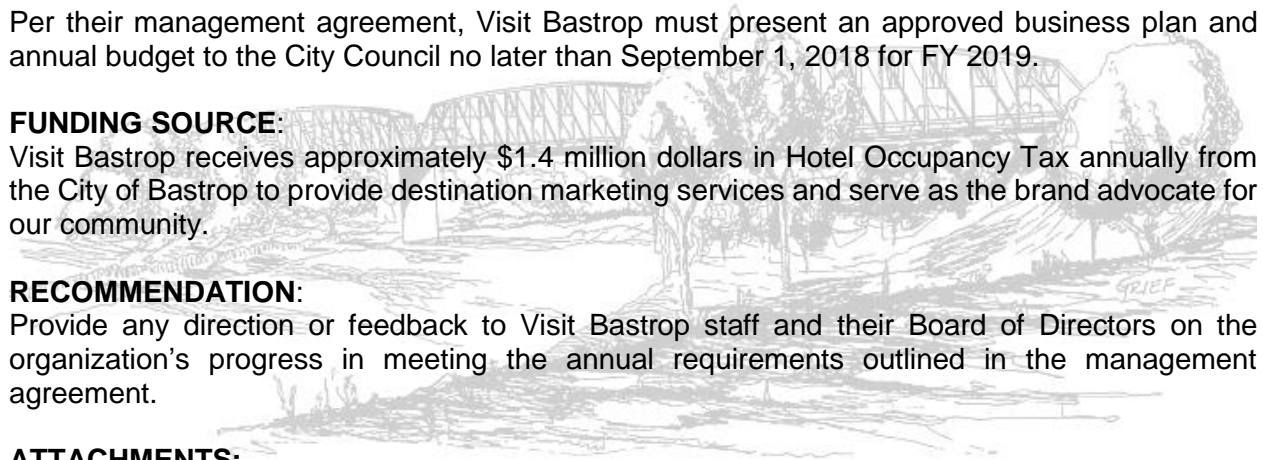 Per their management agreement, Visit Bastrop must present an approved business plan and
annual budget to the City Council no later than September 1, 2018 for FY 2019.
FUNDING SOURCE:
Visit Bastrop receives approximately $1.4 million dollars in Hotel Occupancy Tax annually from
the City of Bastrop to provide destination marketing services and serve as the brand advocate for
our community.
RECOMMENDATION:
GRIEF
Provide any direction or feedback to Visit Bastrop staff and their Board of Directors on the
organization’s progress in meeting the annual requirements outlined in the management
agreement.
ATTACHMENTS: